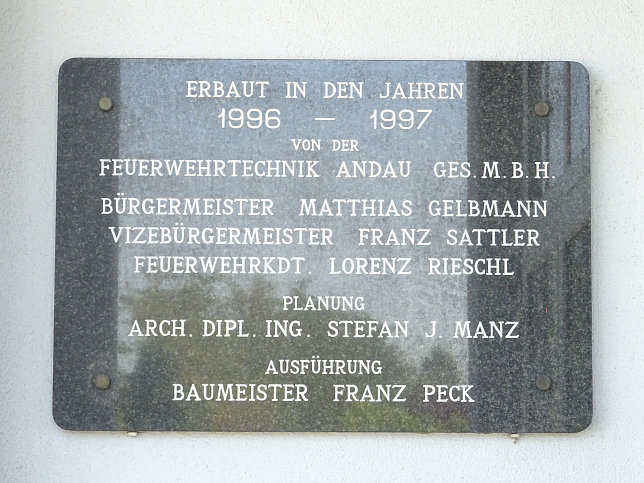 ERBAUT IN DEN JAHREN
1996 — 1997
VON DER
FEUERWEHRTECHNIK ANDAU GES.M.B.H.
BÜRGERMEISTER MATTHIAS GELBMANN
VIZEBÜRGERMEISTER FRANZ SATTLER
FEUERWEHRKDT. LORENZ RIESCHL
PLANUNG
ARCH. DIPL. ING. STEFAN J. MANZ
AUSFÜHRUNG
BAUMEISTER FRANZ PECK